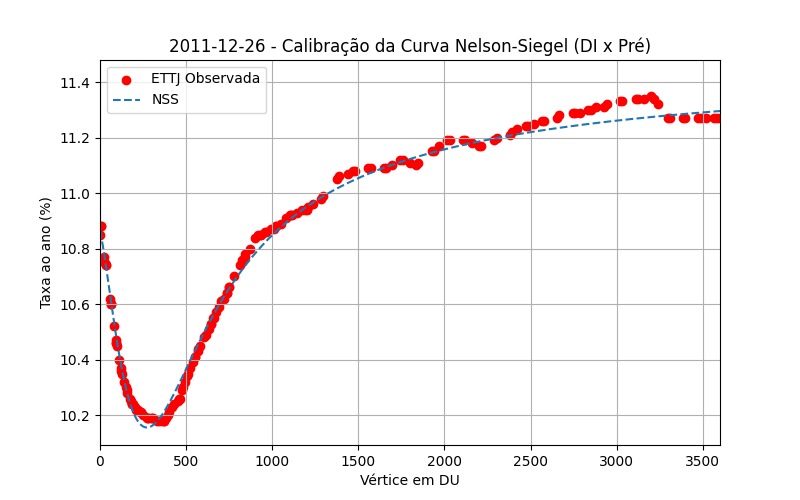 2011-12-26 - Calibração da Curva Nelson-Siegel (DI x Pré)
ETTJ Observada
NSS
Taxa ao ano (%)
11.4
11.2
11.0
10.8
10.6
10.4
10.2
0 500 1000 1500 2000 2500 3000 3500
Vértice em DU